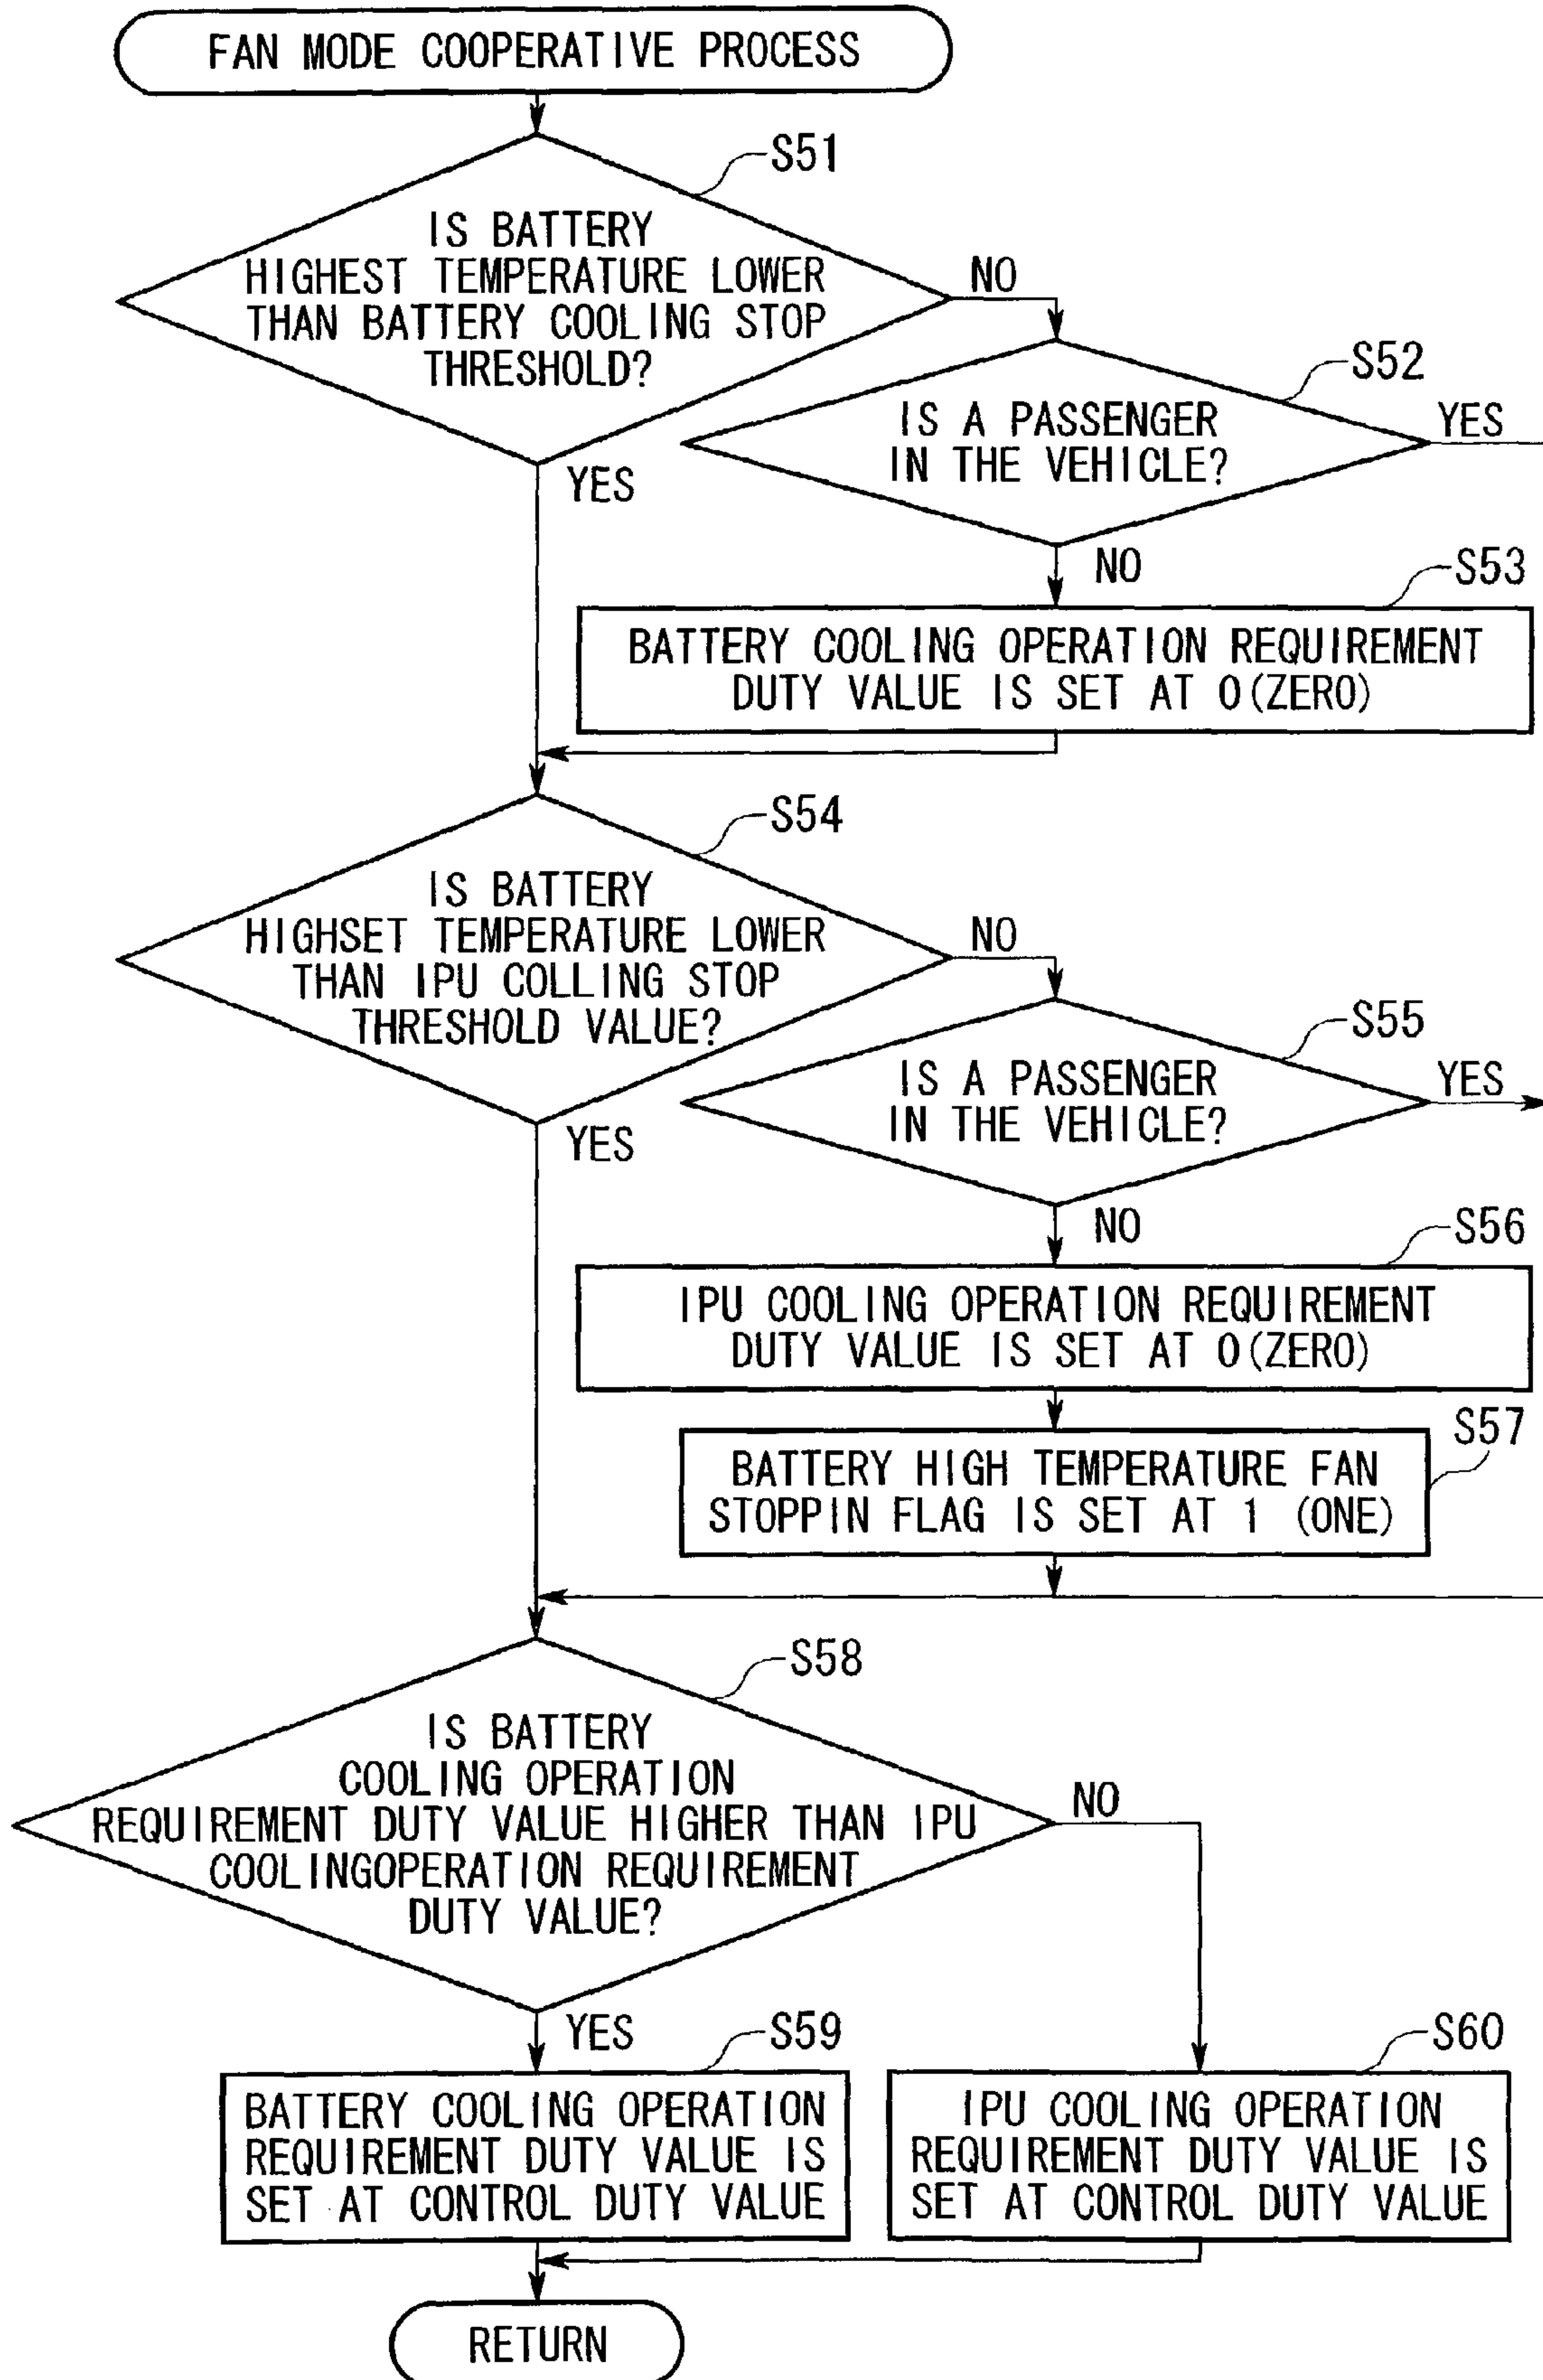 FAN MODE COOPERATIVE PROCESS
S51
IS BATTERY
HIGHEST TEMPERATURE LOWER
THAN BATTERY COOLING STOP
THRESHOLD?
NO
YES
S52
IS A PASSENGER
IN THE VEHICLE?
YES
NO
S53
BATTERY COOLING OPERATION REQUIREMENT
DUTY VALUE IS SET AT 0(ZERO)
S54
IS BATTERY
HIGHSET TEMPERATURE LOWER
THAN IPU COLLING STOP
THRESHOLD VALUE?
NO
YES
S55
IS A PASSENGER
IN THE VEHICLE?
YES
NO
S56
IPU COOLING OPERATION REQUIREMENT
DUTY VALUE IS SET AT 0(ZERO)
S57
BATTERY HIGH TEMPERATURE FAN
STOPPIN FLAG IS SET AT 1 (ONE)
S58
IS BATTERY
COOLING OPERATION
REQUIREMENT DUTY VALUE HIGHER THAN IPU
COOLINGOPERATION REQUIREMENT
DUTY VALUE?
NO
YES
S59
BATTERY COOLING OPERATION
REQUIREMENT DUTY VALUE IS
SET AT CONTROL DUTY VALUE
S60
IPU COOLING OPERATION
REQUIREMENT DUTY VALUE IS
SET AT CONTROL DUTY VALUE
RETURN